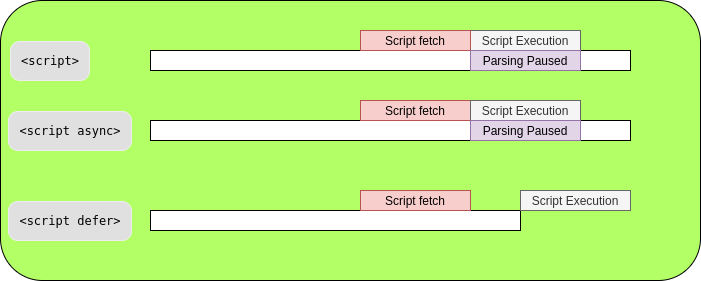 Script fetch Script Execution
<script> Parsing Paused
Script fetch Script Execution
<script async> Parsing Paused
Script fetch Script Execution
<script defer>